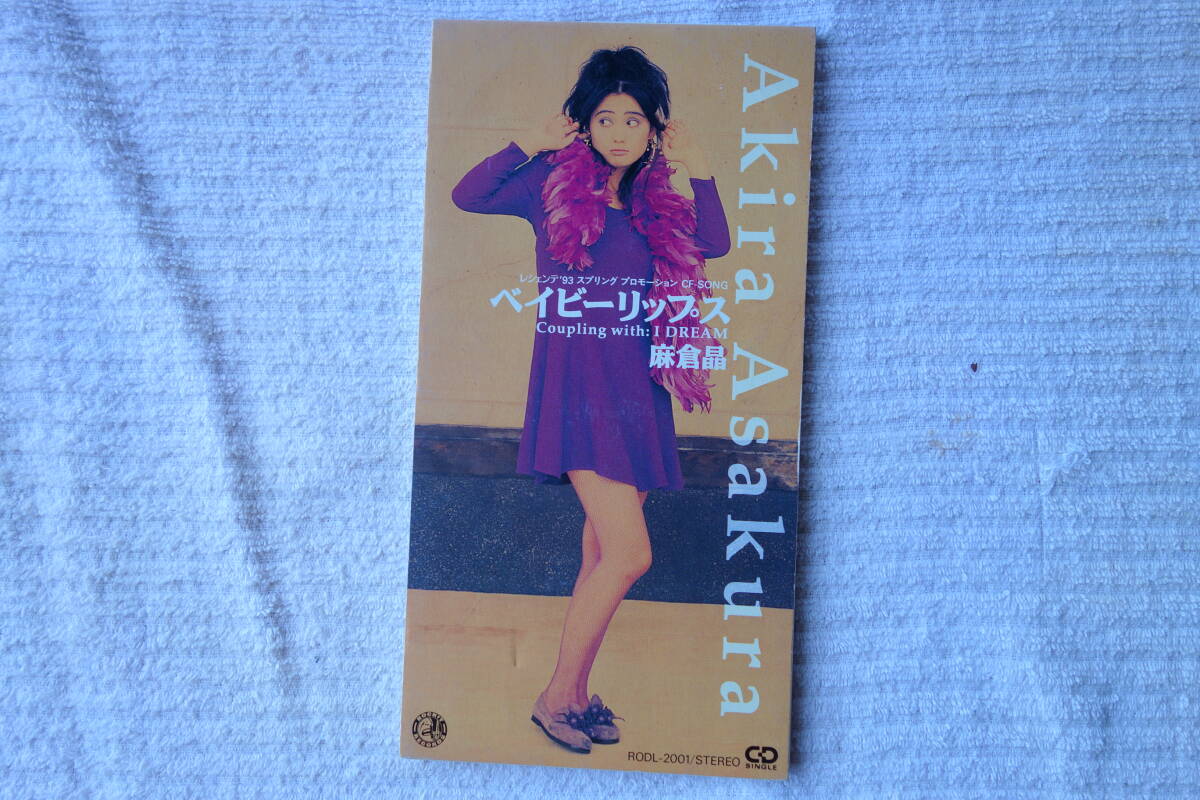 Akira Asakura
レシェンテ'93 スプリング プロモーション CF-SONG
ベイビーリップス
Coupling with: I DREAM
麻倉晶
RODL-2001/STEREO
CD
SINGLE